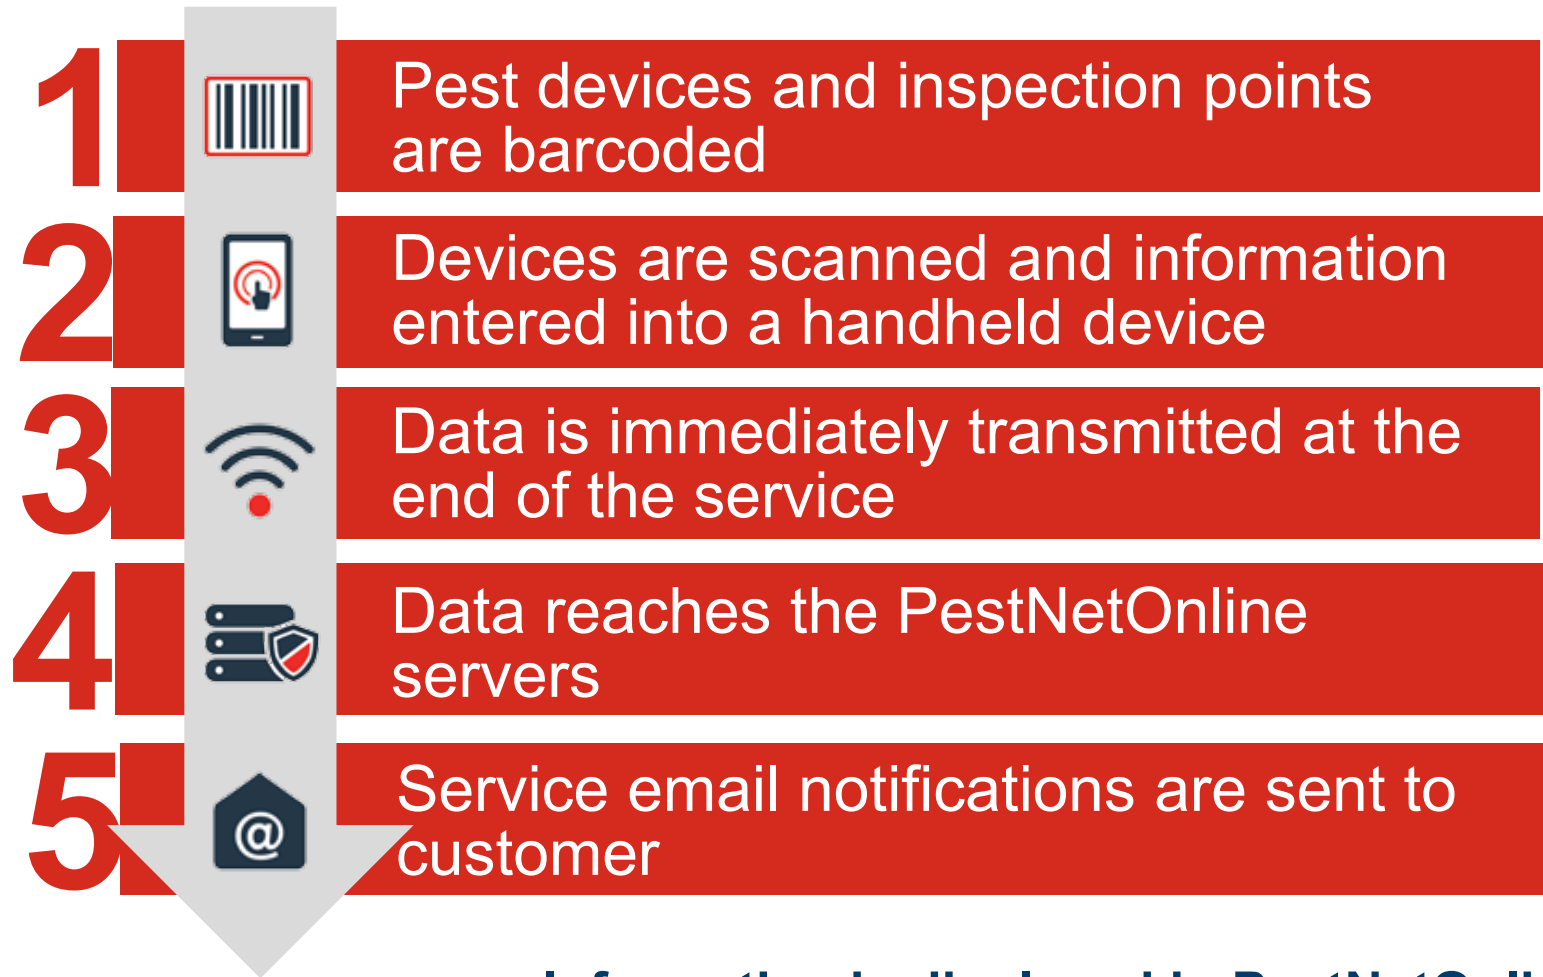 1
Pest devices and inspection points
are barcoded
2
Devices are scanned and information
entered into a handheld device
3
Data is immediately transmitted at the
end of the service
4
Data reaches the PestNetOnline
servers
5
@
Service email notifications are sent to
customer